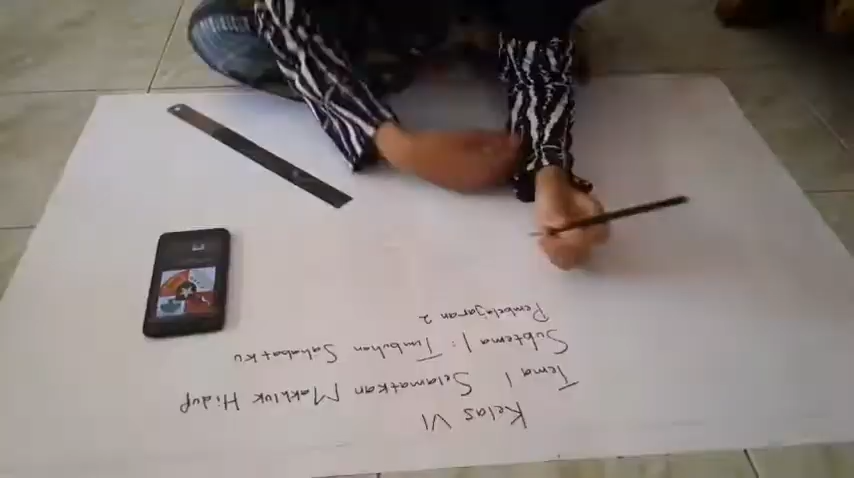 Kelas VI
Tema 1 Selamatkan Makhluk Hidup
Subtema 1: Tumbuhan Sahabatku
Pembelajaran 2